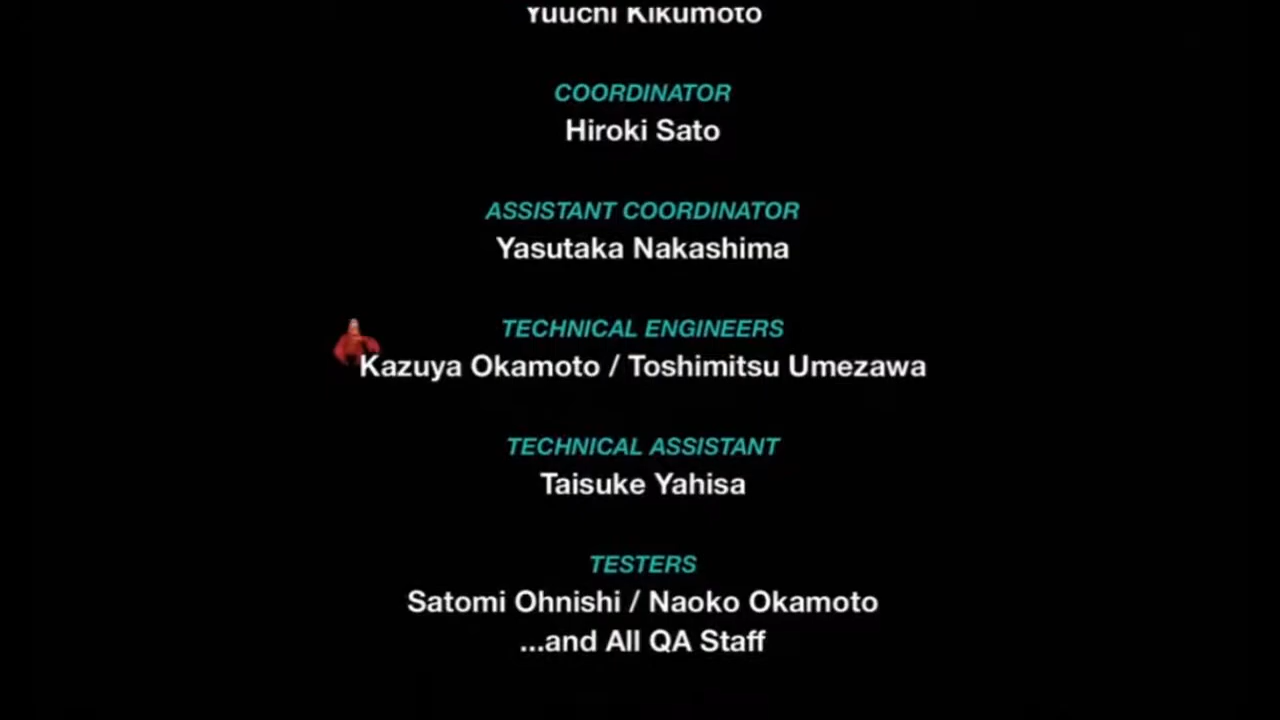 Yuuchi Kikumoto
COORDINATOR
Hiroki Sato
ASSISTANT COORDINATOR
Yasutaka Nakashima
TECHNICAL ENGINEERS
Kazuya Okamoto / Toshimitsu Umezawa
TECHNICAL ASSISTANT
Taisuke Yahisa
TESTERS
Satomi Ohnishi / Naoko Okamoto
...and All QA Staff